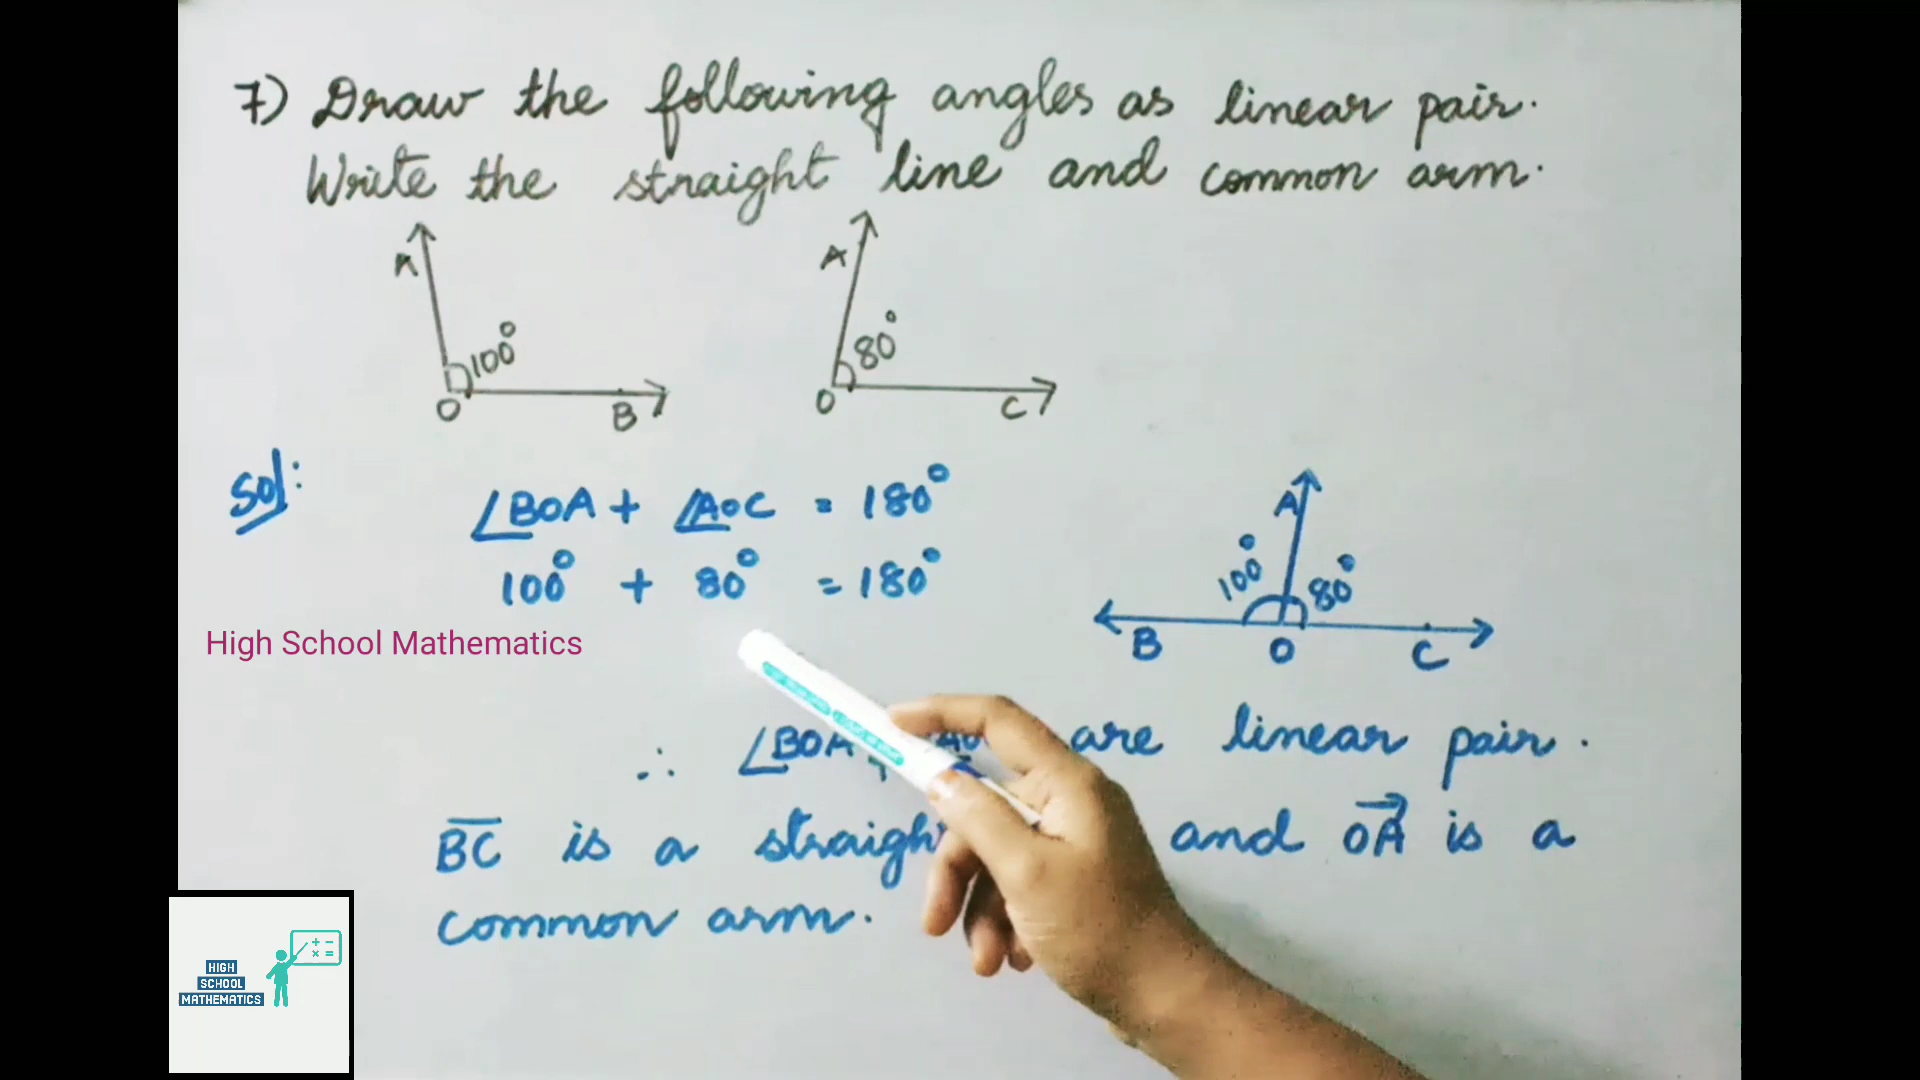 7) Draw the following angles as linear pair.
Write the straight line and common arm.
A
100°
O
B
A
80°
O
C
Sol:
∠BOA + ∠AOC = 180°
100° + 80° = 180°
A
100°
80°
B
O
C
High School Mathematics
∴ ∠BOA are linear pair.
BC is a and OA is a
common arm.
HIGH
SCHOOL
MATHEMATICS
+ −
× =